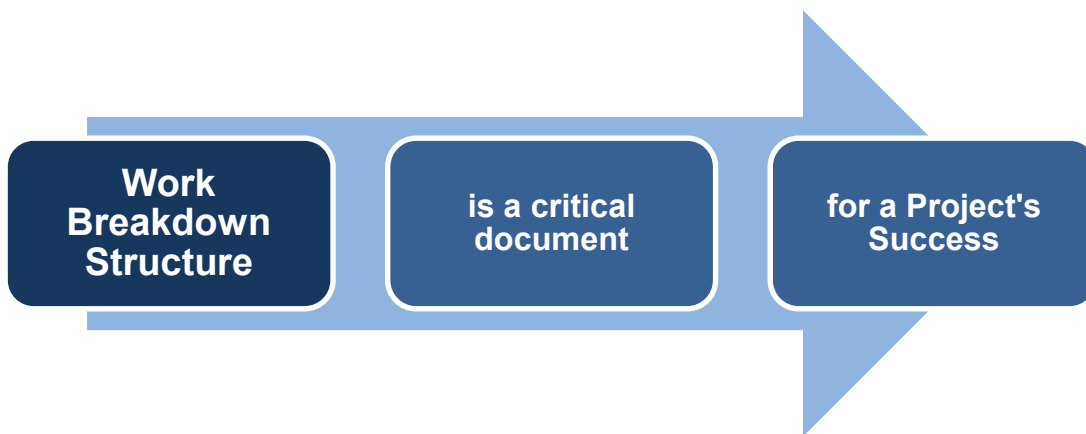 Work
Breakdown
Structure
is a critical
document
for a Project's
Success